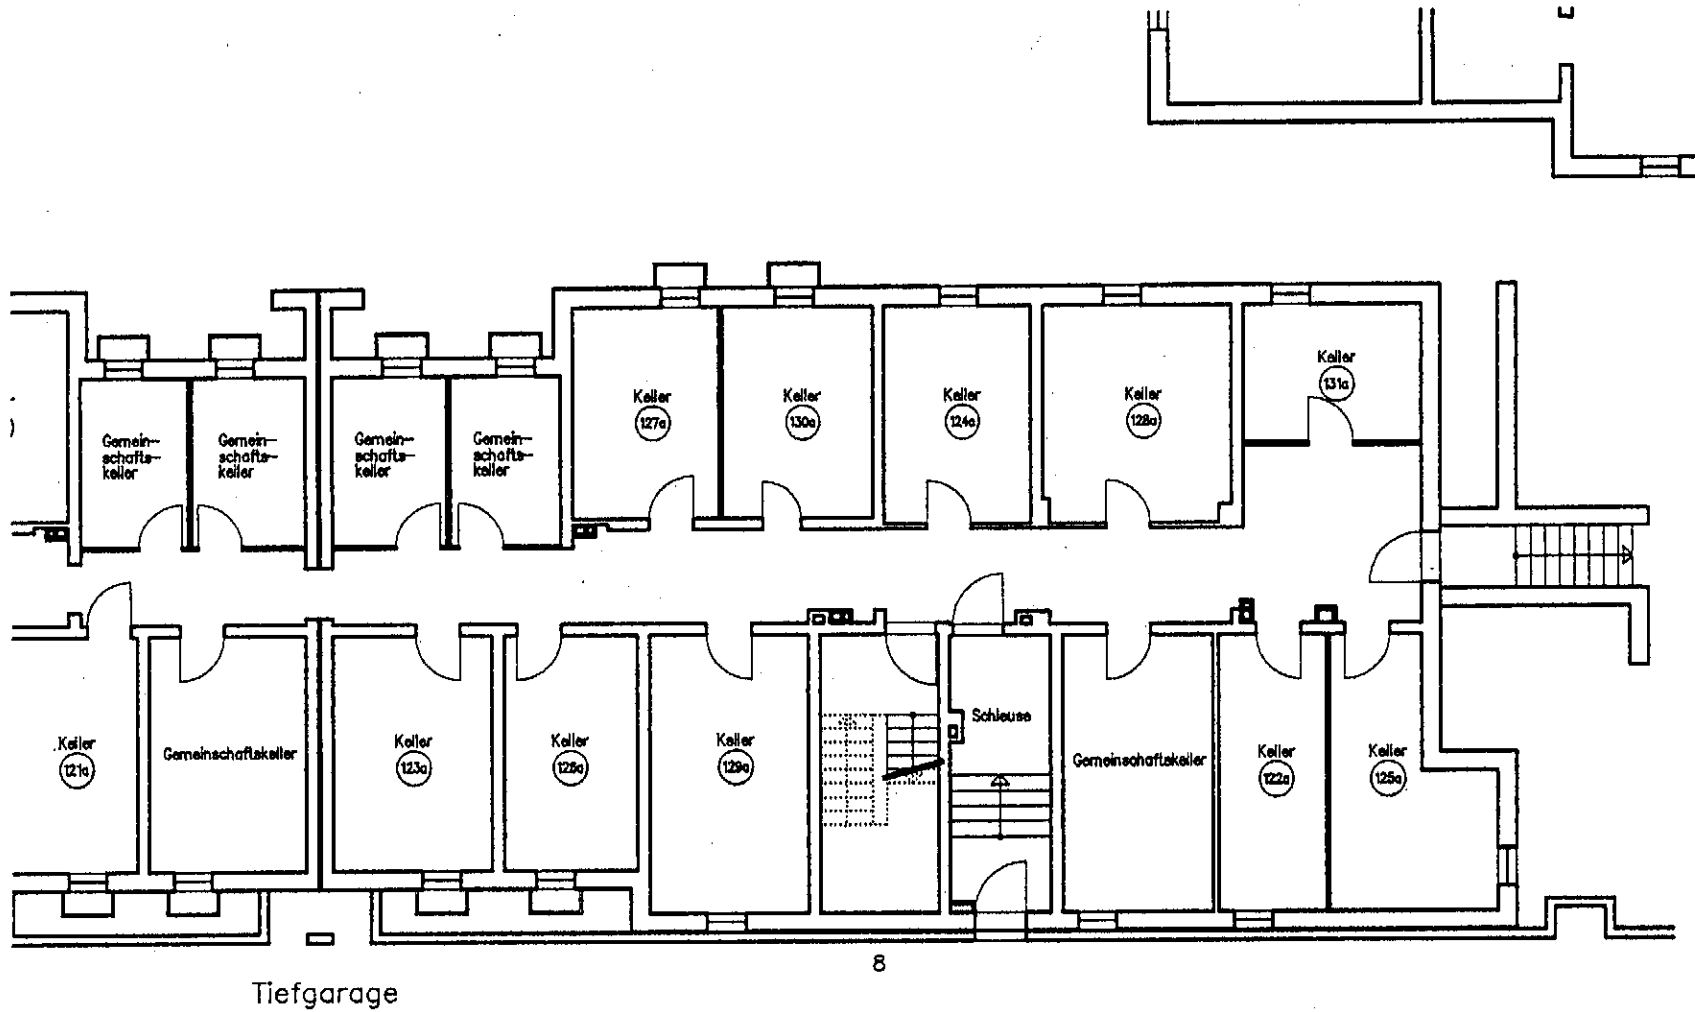 Keller
131a
Keller
127a
Keller
130a
Keller
124a
Keller
128a
Gemein-
schafts-
keller
Gemein-
schafts-
keller
Gemein-
schafts-
keller
Gemein-
schafts-
keller
Keller
121a
Gemeinschaftskeller
Keller
123a
Keller
126a
Keller
129a
Schleuse
Gemeinschaftskeller
Keller
122a
Keller
125a
8
Tiefgarage